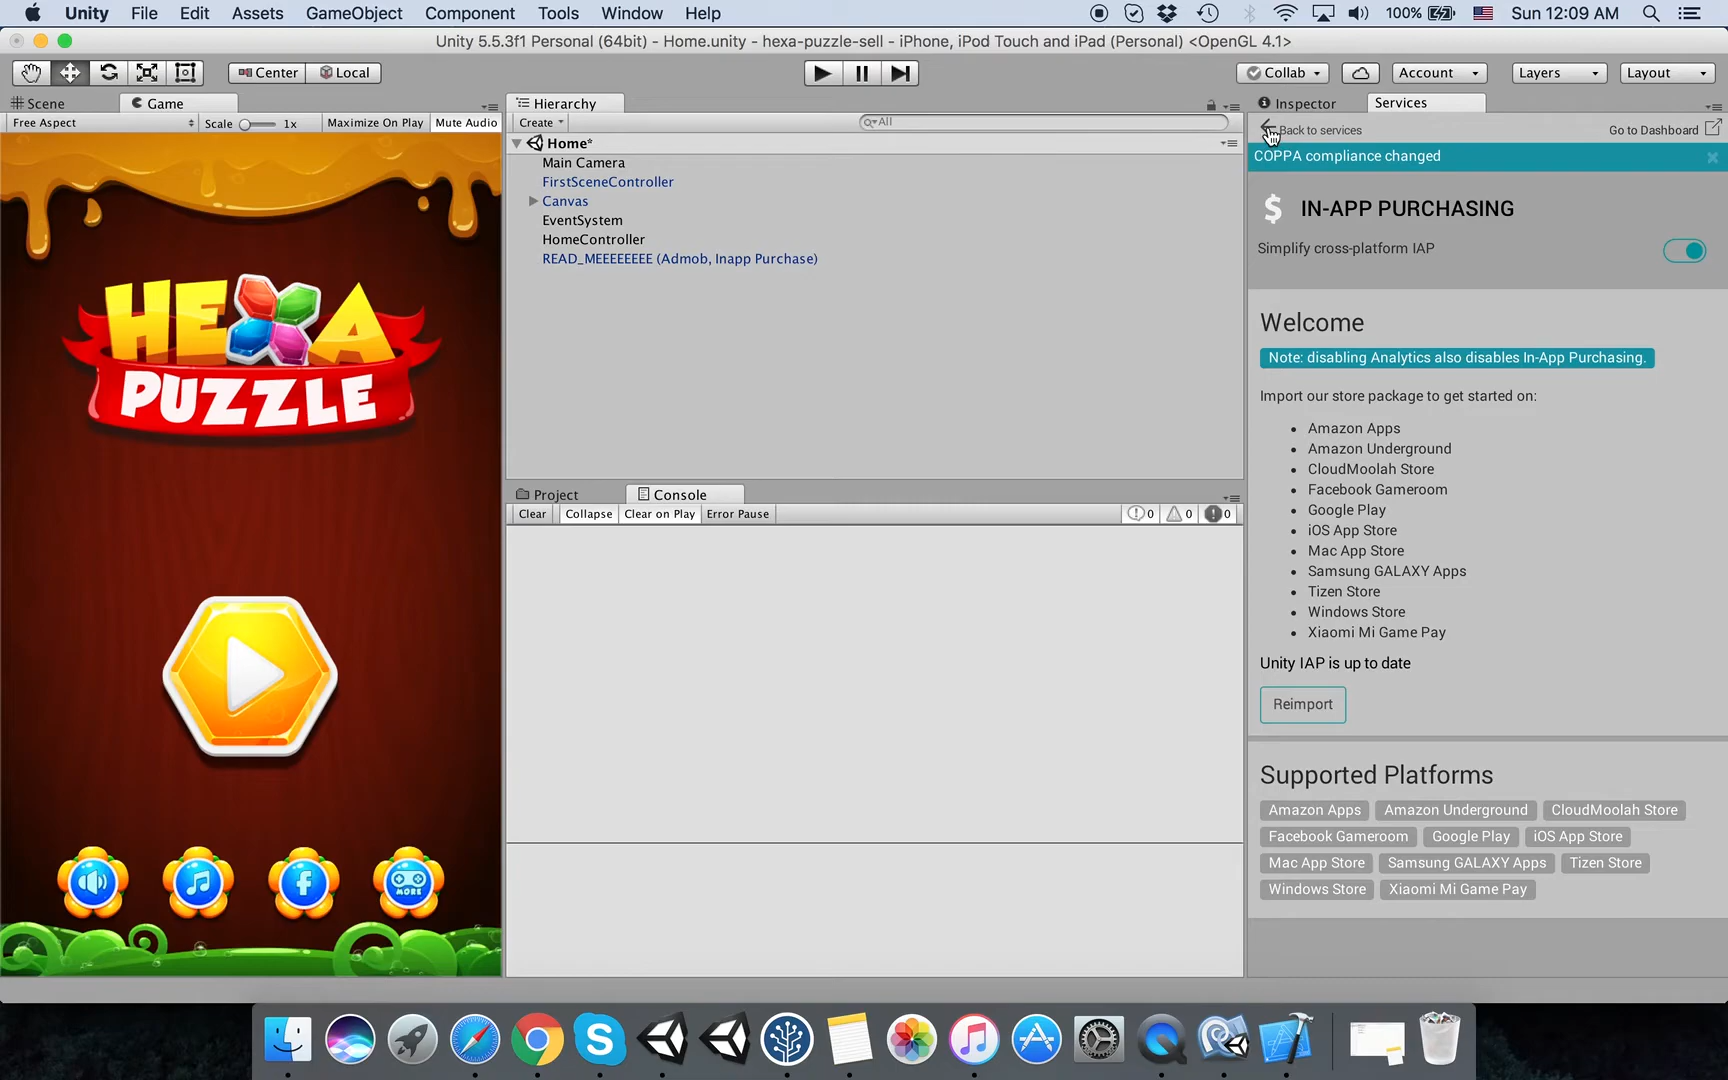 Unity File Edit Assets GameObject Component Tools Window Help 100% Sun 12:09 AM
Unity 5.5.3f1 Personal (64bit) - Home.unity - hexa-puzzle-sell - iPhone, iPod Touch and iPad (Personal) <OpenGL 4.1>
Center Local Collab Account Layers Layout
Scene Game Hierarchy Inspector Services
Free Aspect Scale 1x Maximize On Play Mute Audio Create All Back to services Go to Dashboard
Home*
COPPA compliance changed
Main Camera
FirstSceneController
Canvas
EventSystem
HomeController
READ_MEEEEEEEE (Admob, Inapp Purchase)
$ IN-APP PURCHASING
Simplify cross-platform IAP
HEXA
PUZZLE
MORE
Welcome
Note: disabling Analytics also disables In-App Purchasing.
Import our store package to get started on:
• Amazon Apps
• Amazon Underground
• CloudMoolah Store
• Facebook Gameroom
• Google Play
• iOS App Store
• Mac App Store
• Samsung GALAXY Apps
• Tizen Store
• Windows Store
• Xiaomi Mi Game Pay
Unity IAP is up to date
Reimport
Project Console
Clear Collapse Clear on Play Error Pause 0 0 0
Supported Platforms
Amazon Apps Amazon Underground CloudMoolah Store
Facebook Gameroom Google Play iOS App Store
Mac App Store Samsung GALAXY Apps Tizen Store
Windows Store Xiaomi Mi Game Pay